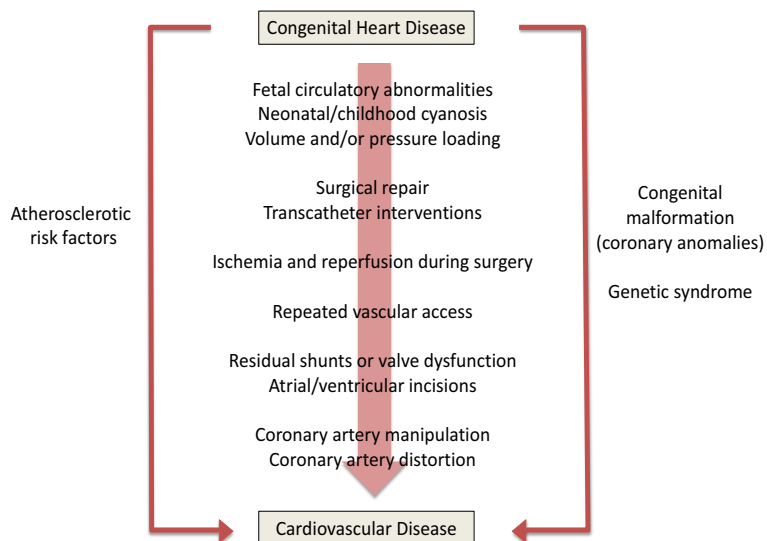 Congenital Heart Disease
Fetal circulatory abnormalities
Neonatal/childhood cyanosis
Volume and/or pressure loading
Surgical repair
Transcatheter interventions
Ischemia and reperfusion during surgery
Repeated vascular access
Residual shunts or valve dysfunction
Atrial/ventricular incisions
Coronary artery manipulation
Coronary artery distortion
Atherosclerotic
risk factors
Congenital
malformation
(coronary anomalies)
Genetic syndrome
Cardiovascular Disease